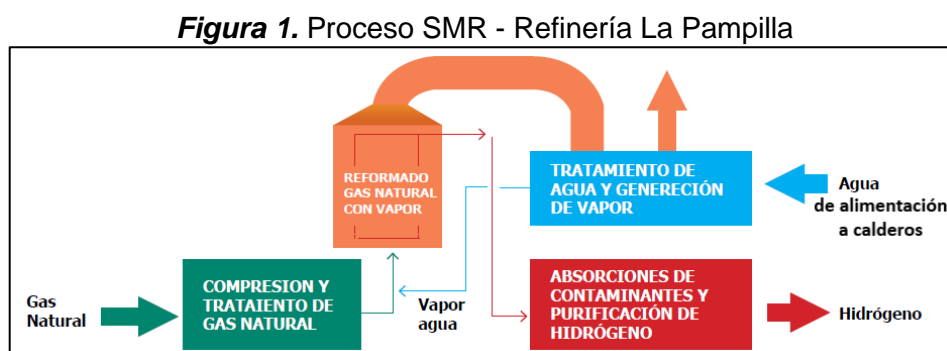 Figura 1. Proceso SMR - Refinería La Pampilla
REFORMADO
GAS NATURAL
CON VAPOR
TRATAMIENTO DE
AGUA Y GENERECIÓN
DE VAPOR
Agua
de alimentación
a calderos
Gas
Natural
COMPRESION Y
TRATAIENTO DE
GAS NATURAL
Vapor
agua
ABSORCIONES DE
CONTAMINANTES Y
PURIFICACIÓN DE
HIDRÓGENO
Hidrógeno